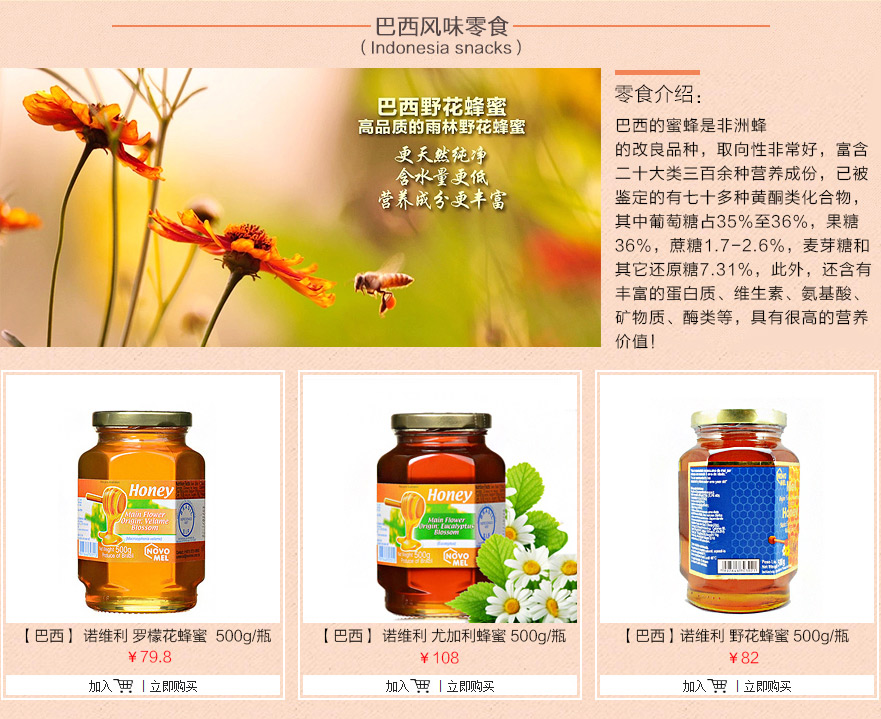 巴西风味零食
（Indonesia snacks）
巴西野花蜂蜜
高品质的雨林野花蜂蜜
更天然纯净
含水量更低
营养成分更丰富
零食介绍：
巴西的蜜蜂是非洲蜂
的改良品种，取向性非常好，富含
二十大类三百余种营养成份，已被
鉴定的有七十多种黄酮类化合物，
其中葡萄糖占35%至36%，果糖
36%，蔗糖1.7-2.6%，麦芽糖和
其它还原糖7.31%，此外，还含有
丰富的蛋白质、维生素、氨基酸、
矿物质、酶类等，具有很高的营养
价值！
Honey
Main Flower
Origin: Velame
Blossom
500g
Produce of Brazil
NOVO
MEL
【 巴西 】 诺维利 罗檬花蜂蜜 500g/瓶
￥79.8
加入 | 立即购买
Honey
Main Flower
Origin: Eucalyptus
Blossom
500g
Produce of Brazil
NOVO
MEL
【 巴西 】 诺维利 尤加利蜂蜜 500g/瓶
￥108
加入 | 立即购买
【 巴西 】诺维利 野花蜂蜜 500g/瓶
￥82
加入 | 立即购买